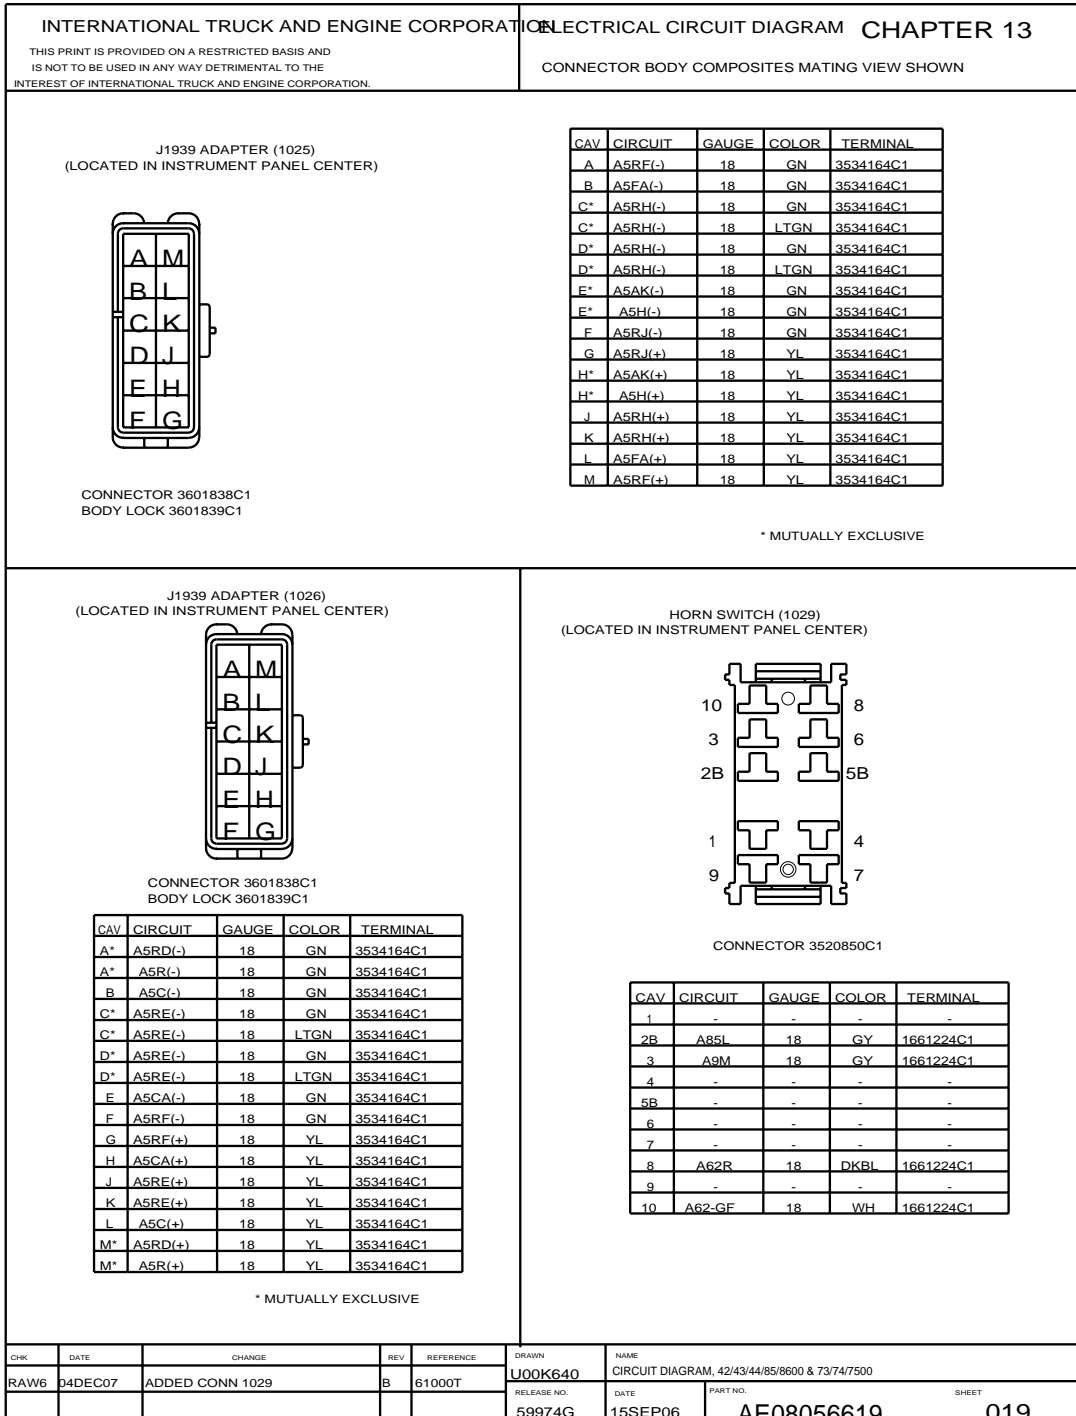 INTERNATIONAL TRUCK AND ENGINE CORPORATION
THIS PRINT IS PROVIDED ON A RESTRICTED BASIS AND
IS NOT TO BE USED IN ANY WAY DETRIMENTAL TO THE
INTEREST OF INTERNATIONAL TRUCK AND ENGINE CORPORATION.
ELECTRICAL CIRCUIT DIAGRAM CHAPTER 13
CONNECTOR BODY COMPOSITES MATING VIEW SHOWN
J1939 ADAPTER (1025)
(LOCATED IN INSTRUMENT PANEL CENTER)
A M
B L
C K
D J
E H
F G
CONNECTOR 3601838C1
BODY LOCK 3601839C1
CAV CIRCUIT GAUGE COLOR TERMINAL
A A5RF(-) 18 GN 3534164C1
B A5FA(-) 18 GN 3534164C1
C* A5RH(-) 18 GN 3534164C1
C* A5RH(-) 18 LTGN 3534164C1
D* A5RH(-) 18 GN 3534164C1
D* A5RH(-) 18 LTGN 3534164C1
E* A5AK(-) 18 GN 3534164C1
E* A5H(-) 18 GN 3534164C1
F A5RJ(-) 18 GN 3534164C1
G A5RJ(+) 18 YL 3534164C1
H* A5AK(+) 18 YL 3534164C1
H* A5H(+) 18 YL 3534164C1
J A5RH(+) 18 YL 3534164C1
K A5RH(+) 18 YL 3534164C1
L A5FA(+) 18 YL 3534164C1
M A5RF(+) 18 YL 3534164C1
* MUTUALLY EXCLUSIVE
J1939 ADAPTER (1026)
(LOCATED IN INSTRUMENT PANEL CENTER)
A M
B L
C K
D J
E H
F G
CONNECTOR 3601838C1
BODY LOCK 3601839C1
CAV CIRCUIT GAUGE COLOR TERMINAL
A* A5RD(-) 18 GN 3534164C1
A* A5R(-) 18 GN 3534164C1
B A5C(-) 18 GN 3534164C1
C* A5RE(-) 18 GN 3534164C1
C* A5RE(-) 18 LTGN 3534164C1
D* A5RE(-) 18 GN 3534164C1
D* A5RE(-) 18 LTGN 3534164C1
E A5CA(-) 18 GN 3534164C1
F A5RF(-) 18 GN 3534164C1
G A5RF(+) 18 YL 3534164C1
H A5CA(+) 18 YL 3534164C1
J A5RE(+) 18 YL 3534164C1
K A5RE(+) 18 YL 3534164C1
L A5C(+) 18 YL 3534164C1
M* A5RD(+) 18 YL 3534164C1
M* A5R(+) 18 YL 3534164C1
* MUTUALLY EXCLUSIVE
HORN SWITCH (1029)
(LOCATED IN INSTRUMENT PANEL CENTER)
10 8
3 6
2B 5B
1 4
9 7
CONNECTOR 3520850C1
CAV CIRCUIT GAUGE COLOR TERMINAL
1 - - - -
2B A85L 18 GY 1661224C1
3 A9M 18 GY 1661224C1
4 - - - -
5B - - - -
6 - - - -
7 - - - -
8 A62R 18 DKBL 1661224C1
9 - - - -
10 A62-GF 18 WH 1661224C1
CHK DATE CHANGE REV REFERENCE
RAW6 04DEC07 ADDED CONN 1029 B 61000T
DRAWN
U00K640
NAME
CIRCUIT DIAGRAM, 42/43/44/85/8600 & 73/74/7500
RELEASE NO.
59974G
DATE
15SEP06
PART NO.
AE08056619
SHEET
019